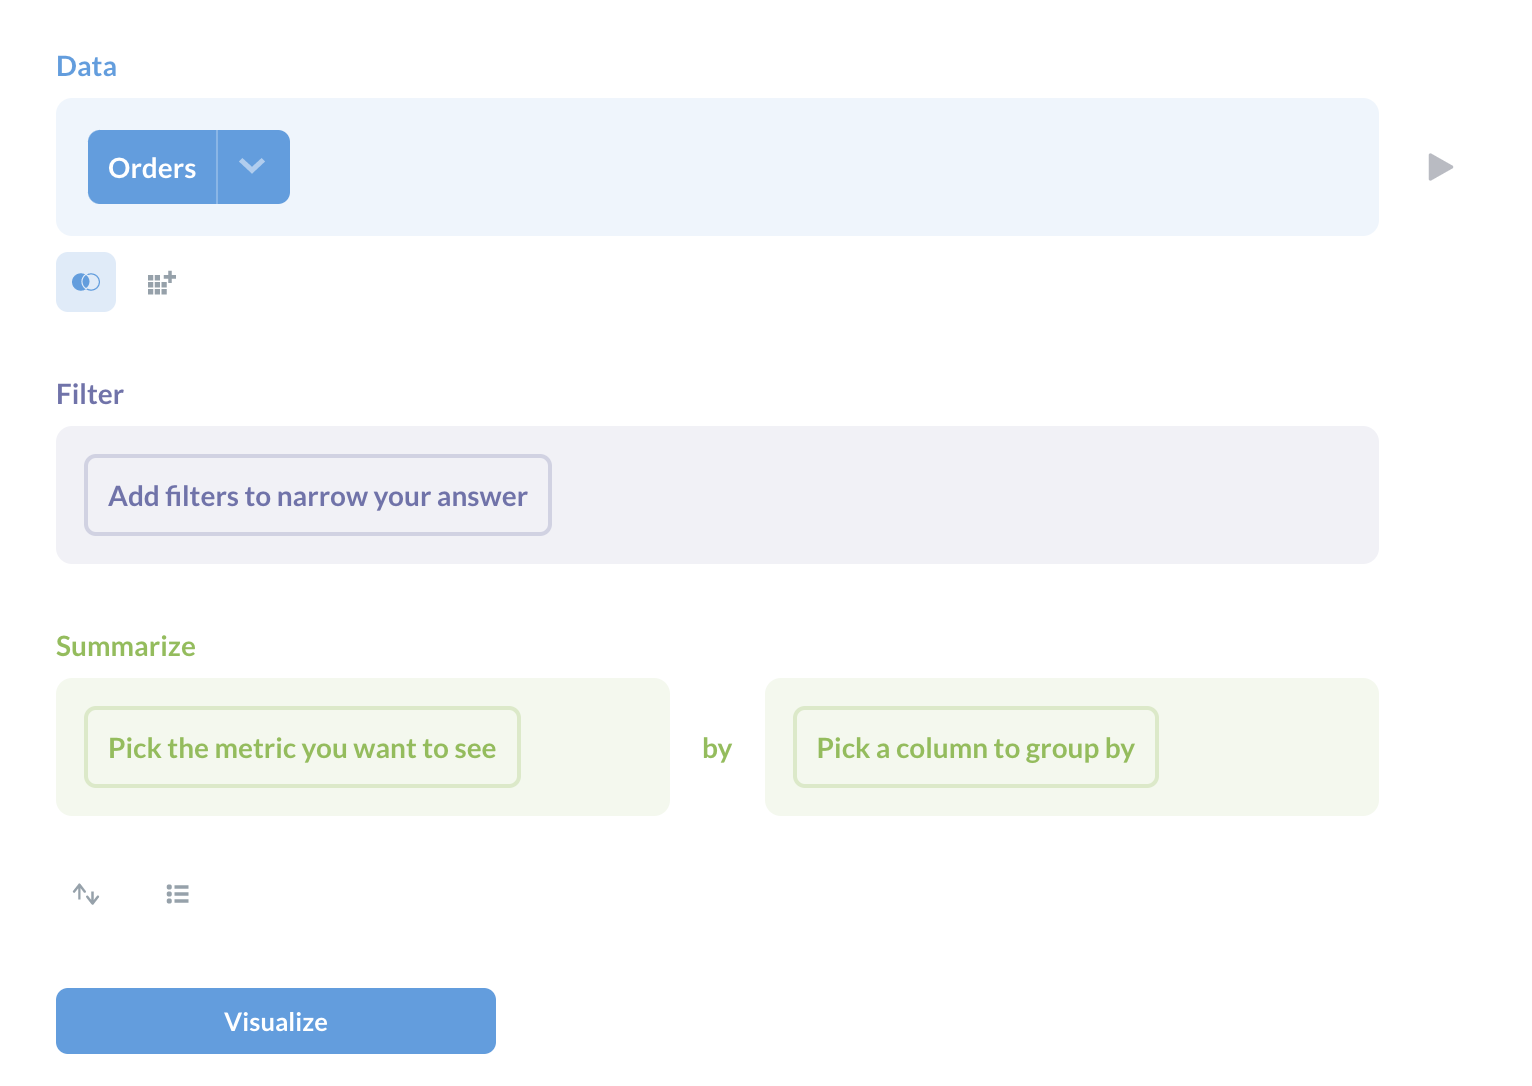 Data
Orders
Filter
Add filters to narrow your answer
Summarize
Pick the metric you want to see
by
Pick a column to group by
Visualize